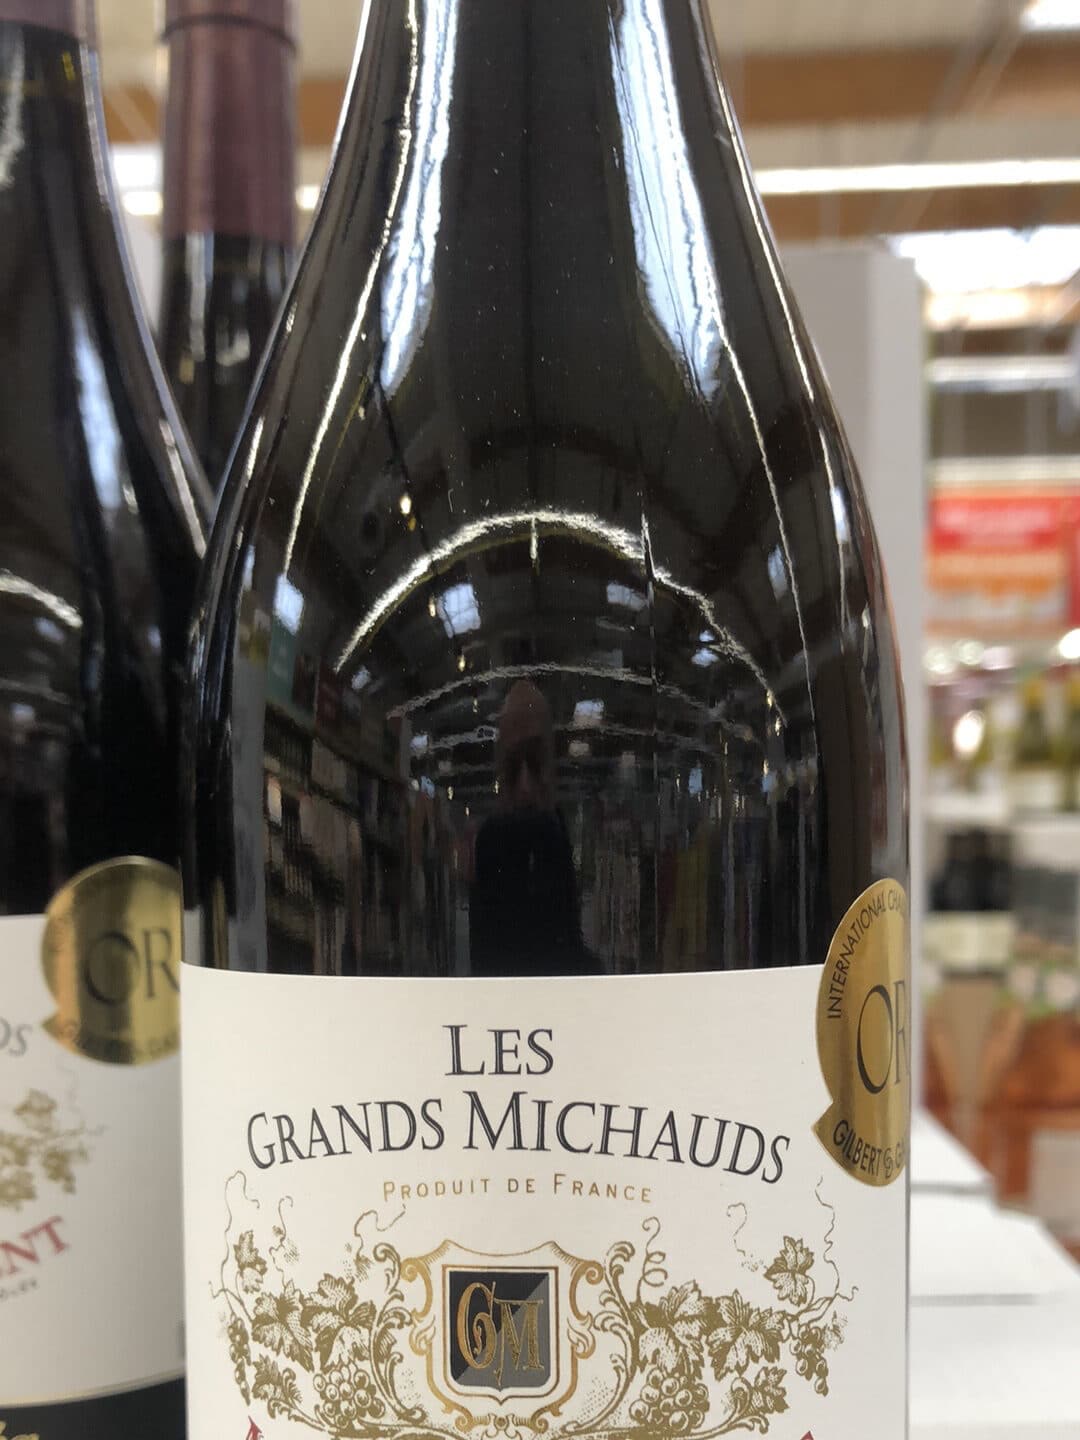 LES
GRANDS MICHAUDS
PRODUIT DE FRANCE
GM
INTERNATIONAL
OR
GILBERT &
OR